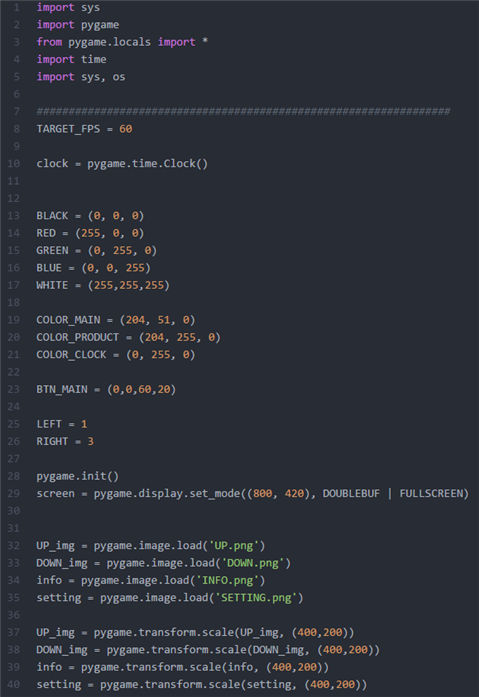 1 import sys
2 import pygame
3 from pygame.locals import *
4 import time
5 import sys, os
6
7 #################################################################
8 TARGET_FPS = 60
9
10 clock = pygame.time.Clock()
11
12
13 BLACK = (0, 0, 0)
14 RED = (255, 0, 0)
15 GREEN = (0, 255, 0)
16 BLUE = (0, 0, 255)
17 WHITE = (255,255,255)
18
19 COLOR_MAIN = (204, 51, 0)
20 COLOR_PRODUCT = (204, 255, 0)
21 COLOR_CLOCK = (0, 255, 0)
22
23 BTN_MAIN = (0,0,60,20)
24
25 LEFT = 1
26 RIGHT = 3
27
28 pygame.init()
29 screen = pygame.display.set_mode((800, 420), DOUBLEBUF | FULLSCREEN)
30
31
32 UP_img = pygame.image.load('UP.png')
33 DOWN_img = pygame.image.load('DOWN.png')
34 info = pygame.image.load('INFO.png')
35 setting = pygame.image.load('SETTING.png')
36
37 UP_img = pygame.transform.scale(UP_img, (400,200))
38 DOWN_img = pygame.transform.scale(DOWN_img, (400,200))
39 info = pygame.transform.scale(info, (400,200))
40 setting = pygame.transform.scale(setting, (400,200))